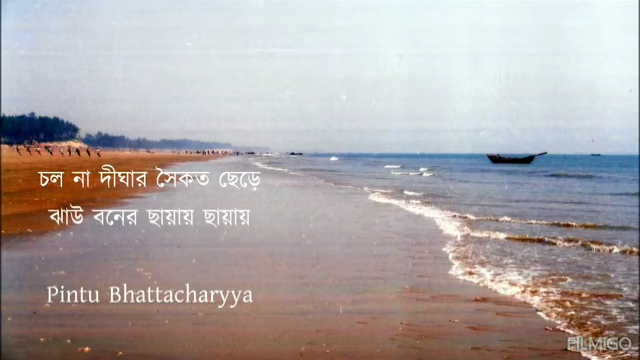 চল না দীঘার সৈকত ছেড়ে
ঝাউ বনের ছায়ায় ছায়ায়
Pintu Bhattacharyya
FILMIGO